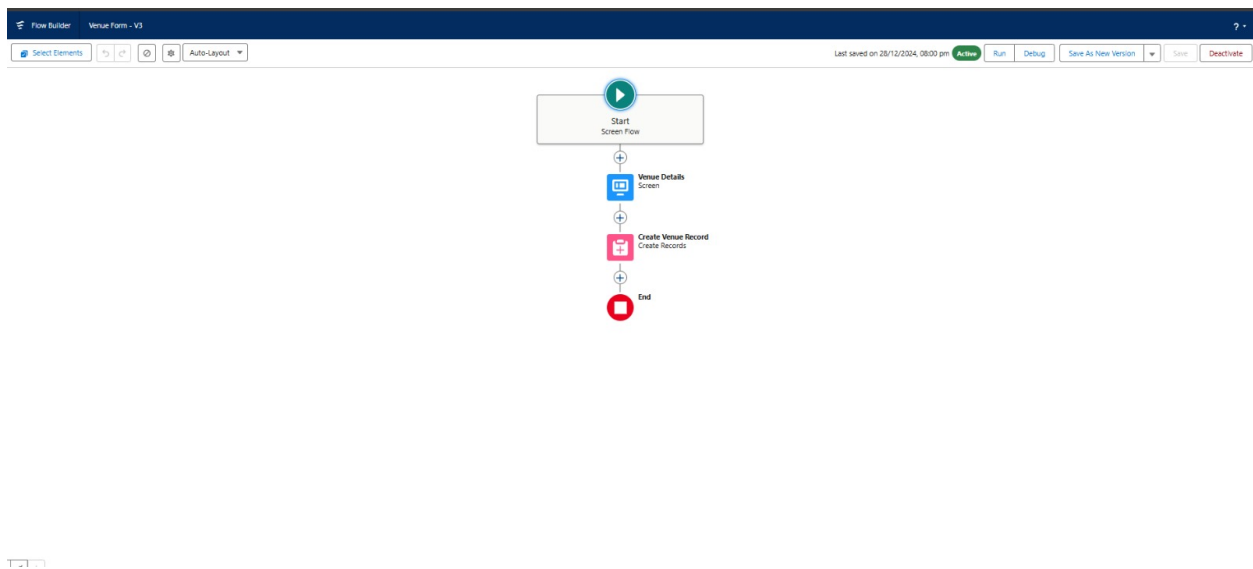 Flow Builder Venue Form - V3 ?
Select Elements Auto-Layout Last saved on 28/12/2024, 08:00 pm Active Run Debug Save As New Version Save Deactivate
Start
Screen Flow
Venue Details
Screen
Create Venue Record
Create Records
End